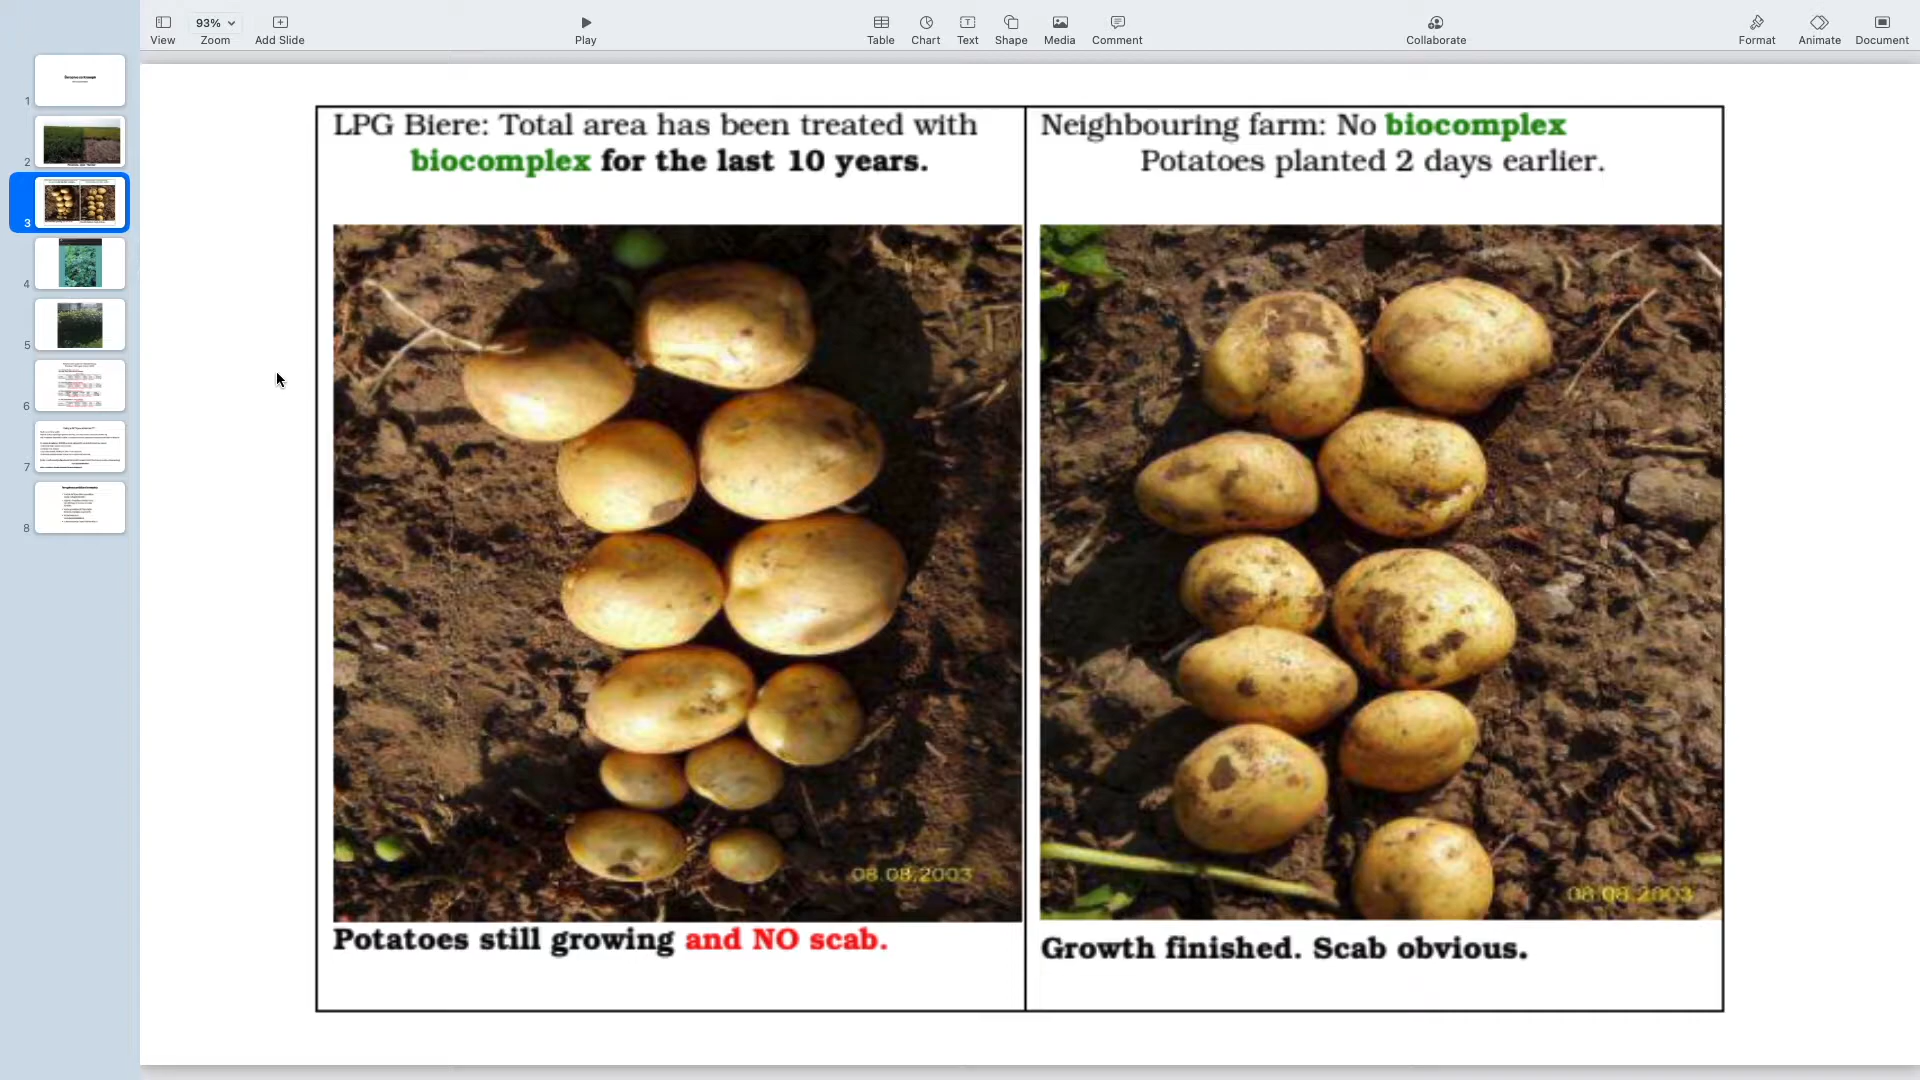 View
93%
Zoom
Add Slide
Play
Table
Chart
Text
Shape
Media
Comment
Collaborate
Format
Animate
Document
1
2
3
4
5
6
7
8
LPG Biere: Total area has been treated with
biocomplex for the last 10 years.
08.08.2003
Potatoes still growing and NO scab.
Neighbouring farm: No biocomplex
Potatoes planted 2 days earlier.
08.08.2003
Growth finished. Scab obvious.